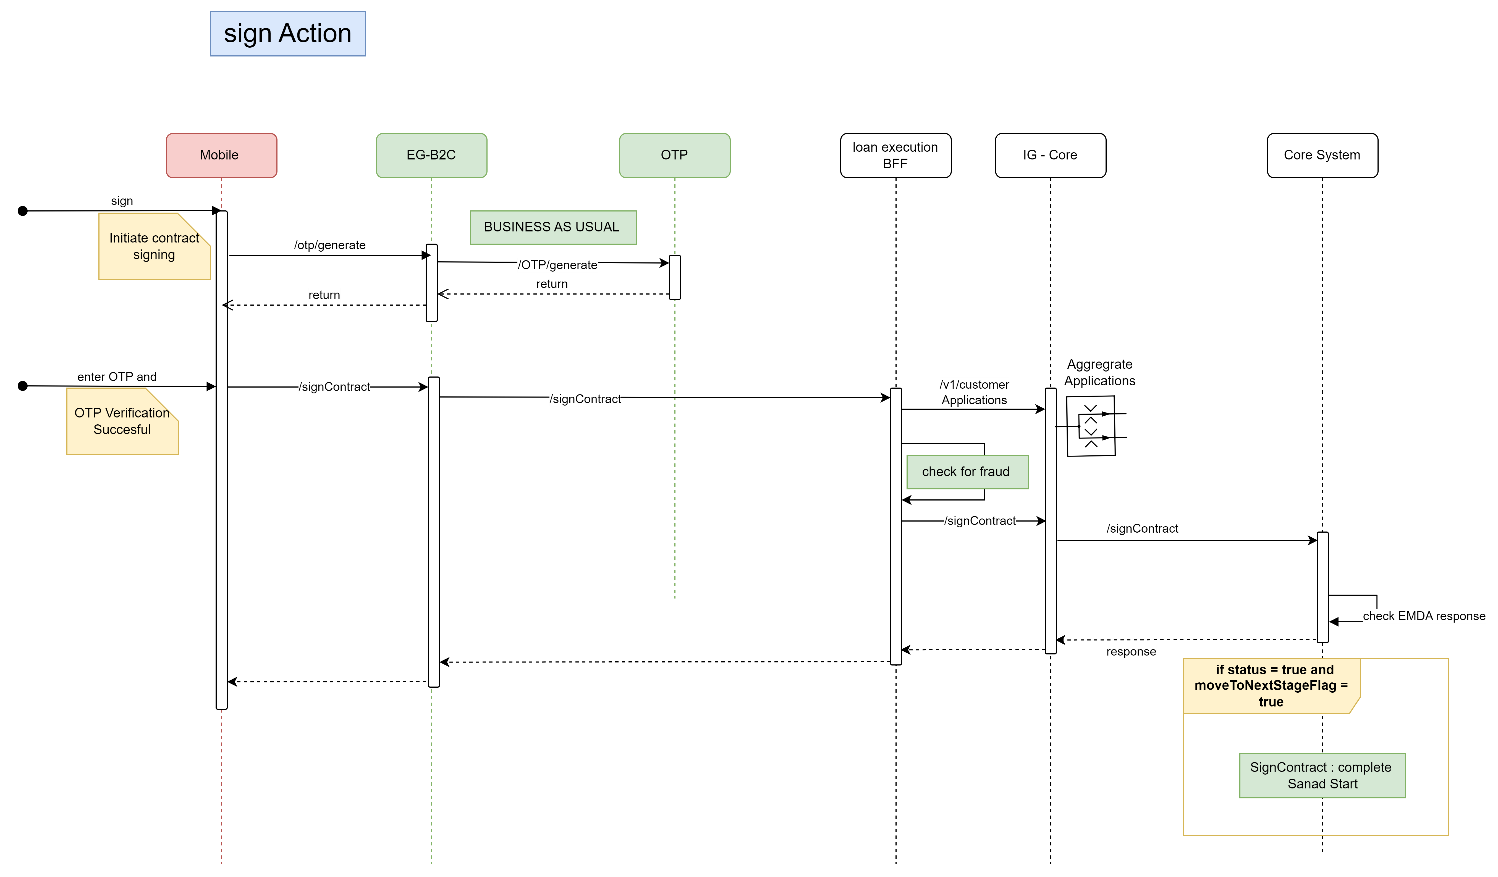 sign Action
Mobile
EG-B2C
OTP
loan execution
BFF
IG - Core
Core System
sign
Initiate contract
signing
BUSINESS AS USUAL
/otp/generate
/OTP/generate
return
return
enter OTP and
OTP Verification
Succesful
/signContract
/signContract
/v1/customer
Applications
Aggregrate
Applications
check for fraud
/signContract
/signContract
check EMDA response
response
if status = true and
moveToNextStageFlag =
true
SignContract : complete
Sanad Start